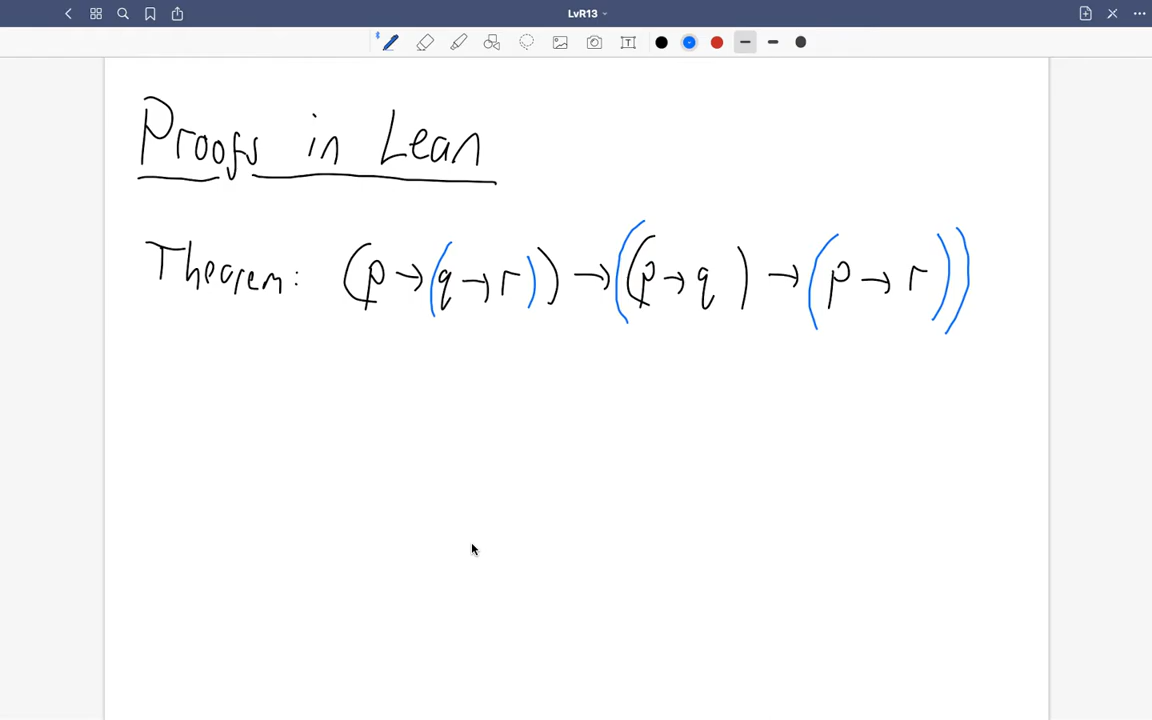 LvR13
Proofs in Lean
Theorem: (p → (q → r)) → ((p → q) → (p → r))